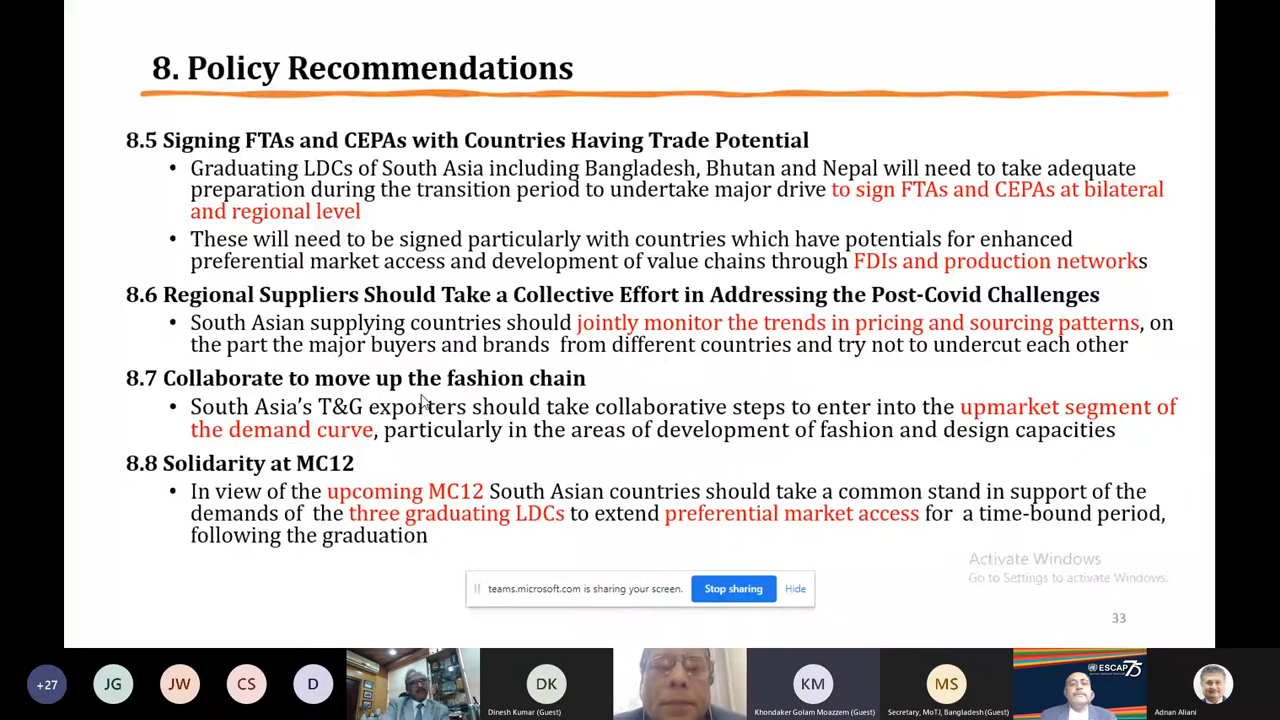 8. Policy Recommendations
8.5 Signing FTAs and CEPAs with Countries Having Trade Potential
• Graduating LDCs of South Asia including Bangladesh, Bhutan and Nepal will need to take adequate
preparation during the transition period to undertake major drive to sign FTAs and CEPAs at bilateral
and regional level
• These will need to be signed particularly with countries which have potentials for enhanced
preferential market access and development of value chains through FDIs and production networks
8.6 Regional Suppliers Should Take a Collective Effort in Addressing the Post-Covid Challenges
• South Asian supplying countries should jointly monitor the trends in pricing and sourcing patterns, on
the part the major buyers and brands from different countries and try not to undercut each other
8.7 Collaborate to move up the fashion chain
• South Asia's T&G exporters should take collaborative steps to enter into the upmarket segment of
the demand curve, particularly in the areas of development of fashion and design capacities
8.8 Solidarity at MC12
• In view of the upcoming MC12 South Asian countries should take a common stand in support of the
demands of the three graduating LDCs to extend preferential market access for a time-bound period,
following the graduation
Activate Windows
Go to Settings to activate Windows.
teams.microsoft.com is sharing your screen.
Stop sharing
Hide
33
+27
JG
JW
CS
D
DK
Dinesh Kumar (Guest)
KM
Khondaker Golam Moazzem (Guest)
MS
Secretary, MoTJ, Bangladesh (Guest)
ESCAP 75
Adnan Aliani